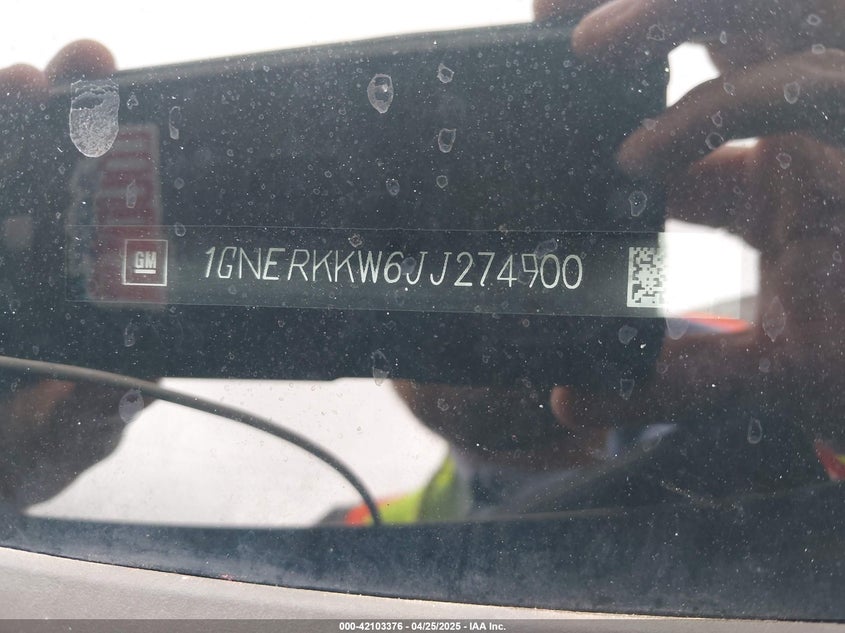 GM
1GNERKKW6JJ274900
000-42103376 - 04/25/2025 - IAA Inc.